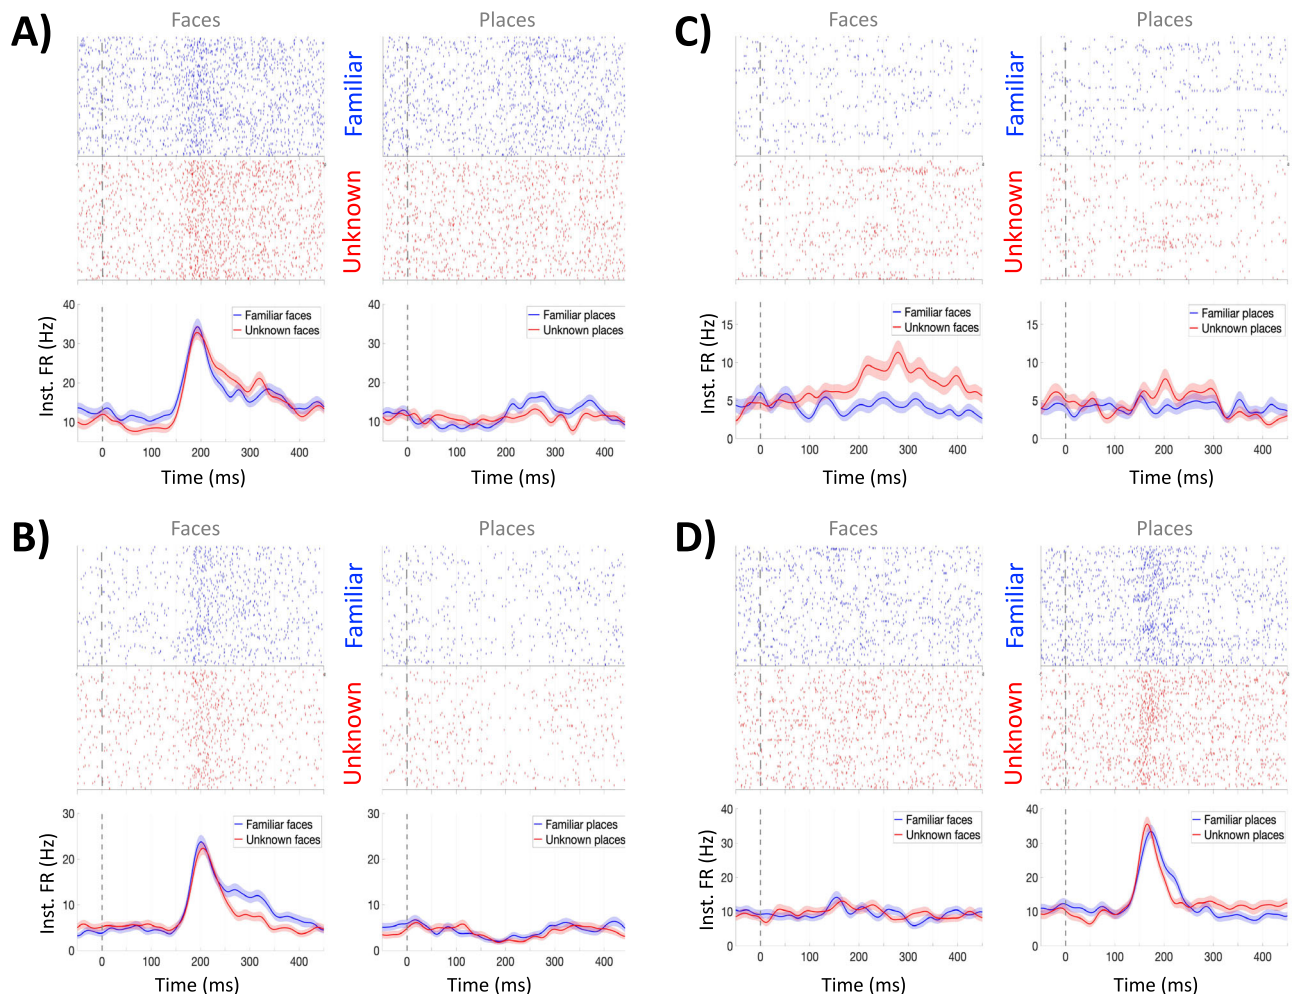 A)
Faces
Places
Familiar
Unknown
40
30
20
10
Inst. FR (Hz)
Familiar faces
Unknown faces
0
100
200
300
400
Time (ms)
40
30
20
10
Familiar places
Unknown places
0
100
200
300
400
Time (ms)
C)
Faces
Places
Familiar
Unknown
15
10
5
0
Inst. FR (Hz)
Familiar faces
Unknown faces
0
100
200
300
400
Time (ms)
15
10
5
0
Familiar places
Unknown places
0
100
200
300
400
Time (ms)
B)
Faces
Places
Familiar
Unknown
30
20
10
0
Inst. FR (Hz)
Familiar faces
Unknown faces
0
100
200
300
400
Time (ms)
30
20
10
0
Familiar places
Unknown places
0
100
200
300
400
Time (ms)
D)
Faces
Places
Familiar
Unknown
40
30
20
10
0
Inst. FR (Hz)
Familiar faces
Unknown faces
0
100
200
300
400
Time (ms)
40
30
20
10
0
Familiar places
Unknown places
0
100
200
300
400
Time (ms)